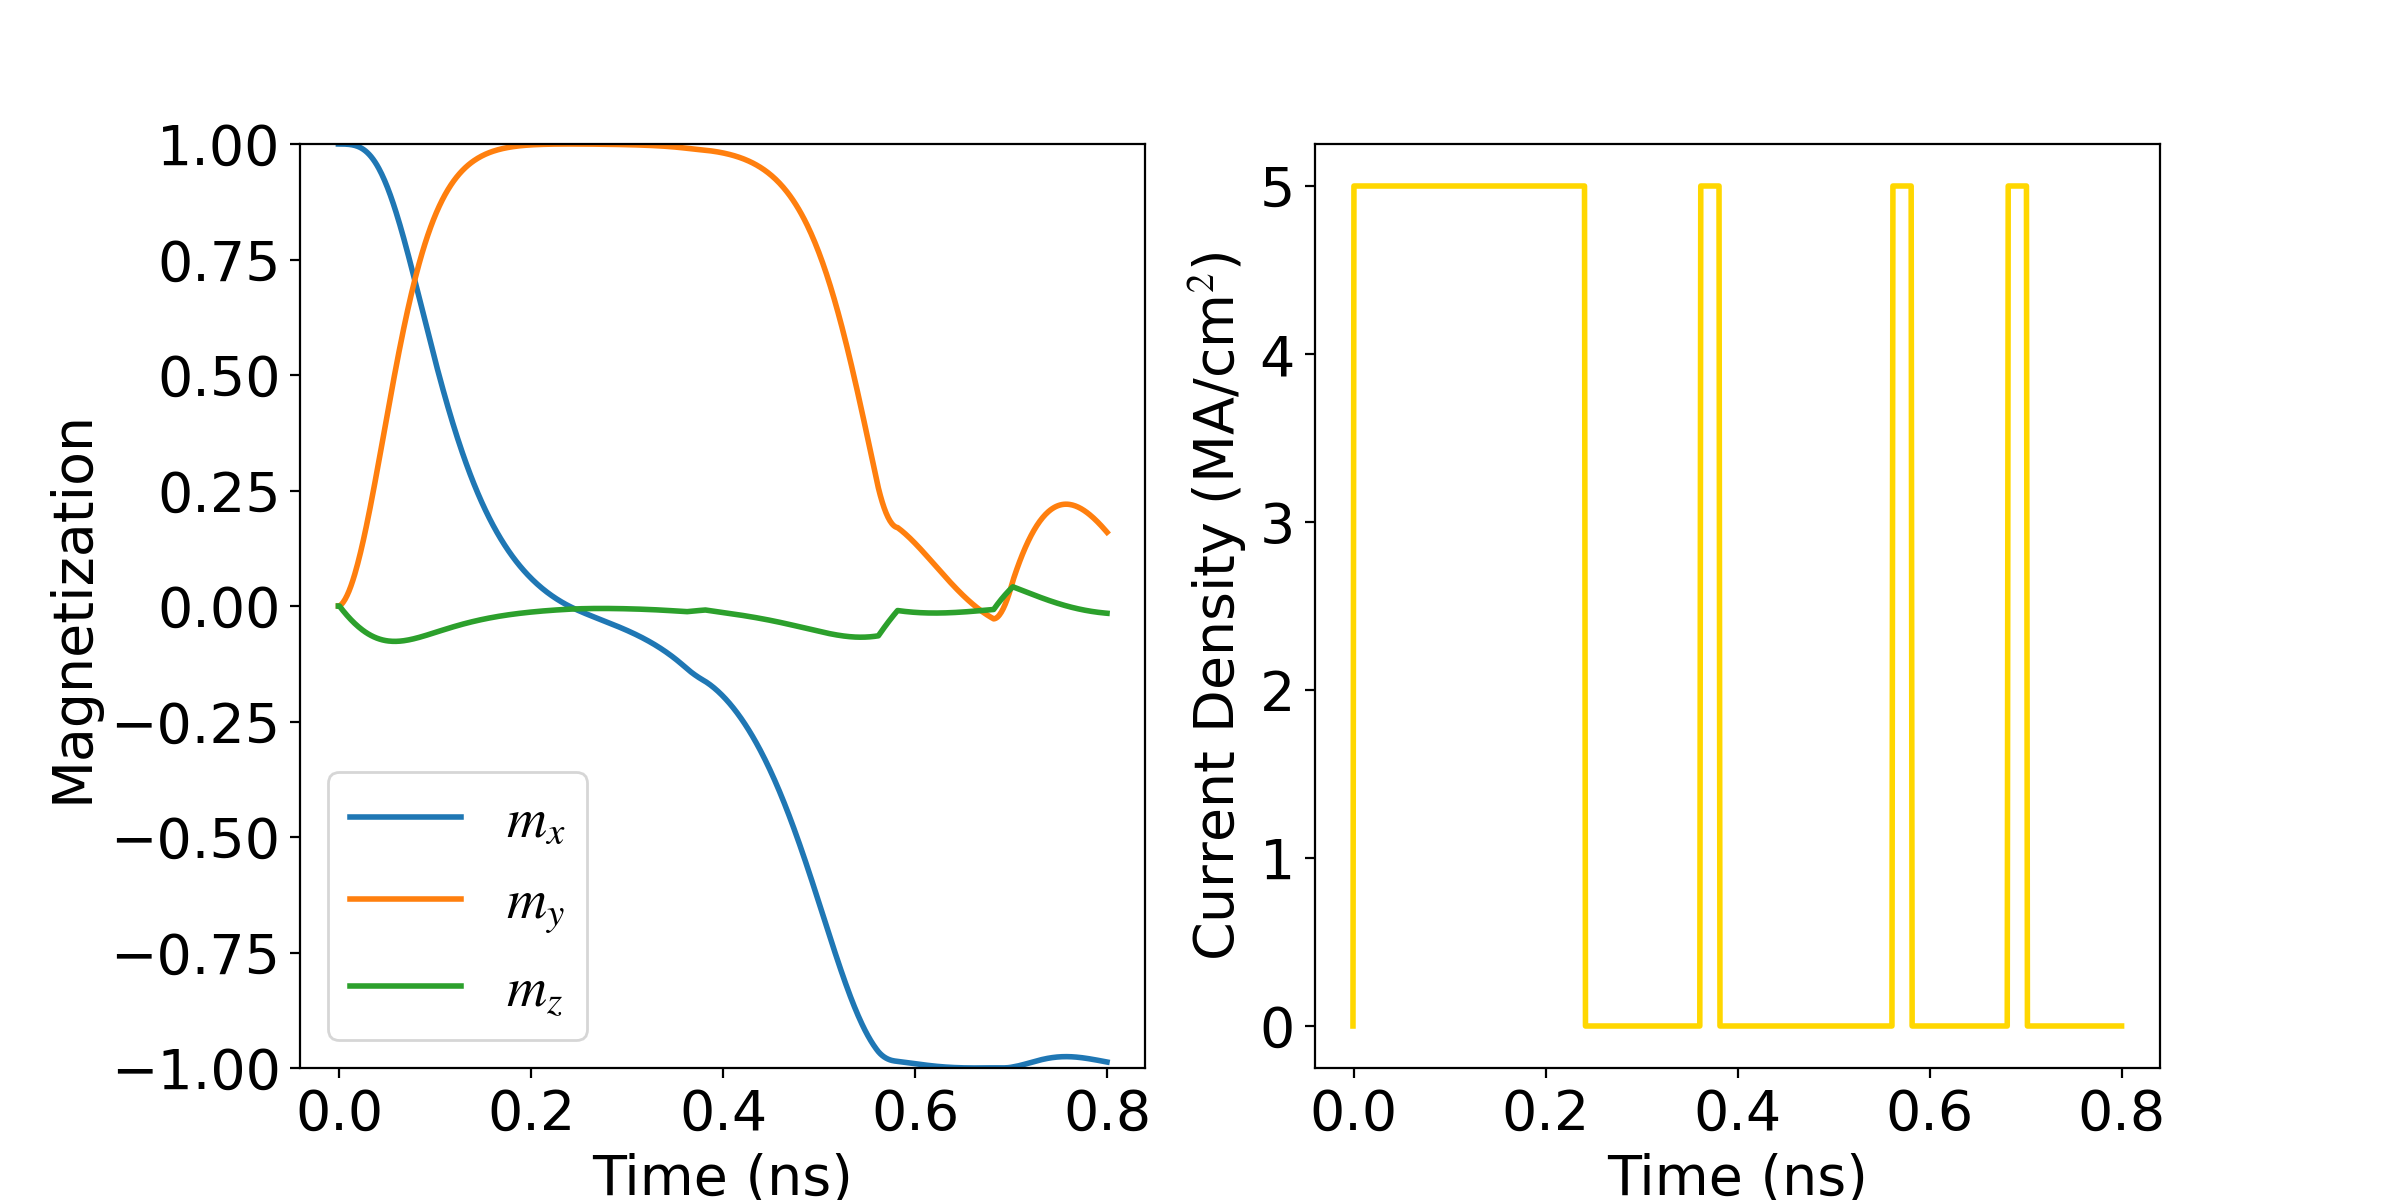 1.00
0.75
0.50
0.25
0.00
−0.25
−0.50
−0.75
−1.00
Magnetization
m_x
m_y
m_z
0.0 0.2 0.4 0.6 0.8
Time (ns)
5
4
3
2
1
0
Current Density (MA/cm²)
0.0 0.2 0.4 0.6 0.8
Time (ns)